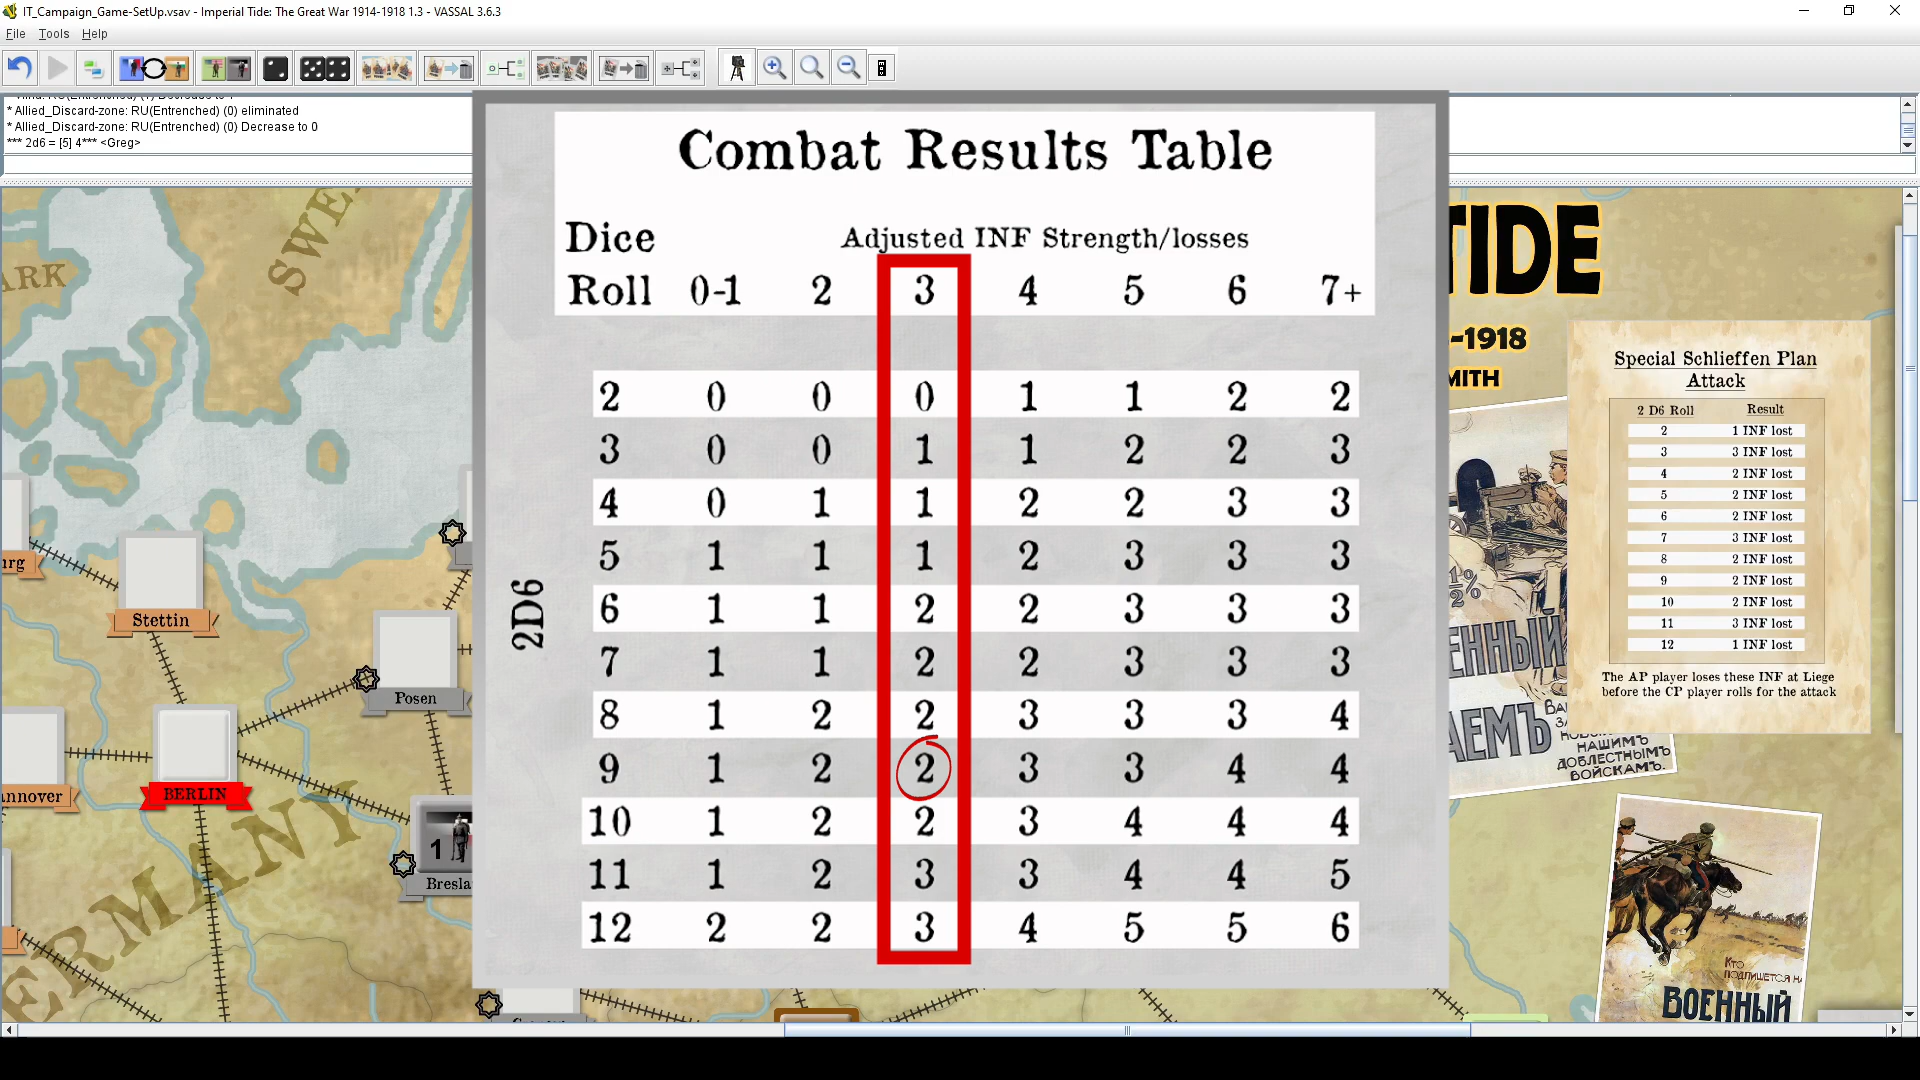 IT_Campaign_Game-SetUp.vsav - Imperial Tide: The Great War 1914-1918 1.3 - VASSAL 3.6.3
File Tools Help
* Allied_Discard-zone: RU(Entrenched) (0) eliminated
* Allied_Discard-zone: RU(Entrenched) (0) Decrease to 0
*** 2d6 = [5] 4*** <Greg>
Combat Results Table
Dice
Roll
Adjusted INF Strength/losses
0-1 2 3 4 5 6 7+
2D6
2 0 0 0 1 1 2 2
3 0 0 1 1 2 2 3
4 0 1 1 2 2 3 3
5 1 1 1 2 3 3 3
6 1 1 2 2 3 3 3
7 1 1 2 2 3 3 3
8 1 2 2 3 3 3 4
9 1 2 2 3 3 4 4
10 1 2 2 3 4 4 4
11 1 2 3 3 4 4 5
12 2 2 3 4 5 5 6
SWE
ARK
urg
Stettin
Posen
BERLIN
nnover
1
Bresla
ERMANY
TIDE
-1918
MITH
Special Schlieffen Plan
Attack
2 D6 Roll Result
2 1 INF lost
3 3 INF lost
4 2 INF lost
5 2 INF lost
6 2 INF lost
7 3 INF lost
8 2 INF lost
9 2 INF lost
10 2 INF lost
11 3 INF lost
12 1 INF lost
The AP player loses these INF at Liege
before the CP player rolls for the attack
ЕННЫЙ
АЕМЪ
НАШИМЪ
ДОБЛЕСТНЫМЪ
ВОЙСКАМЪ.
Кто
ВОЕННЫЙ